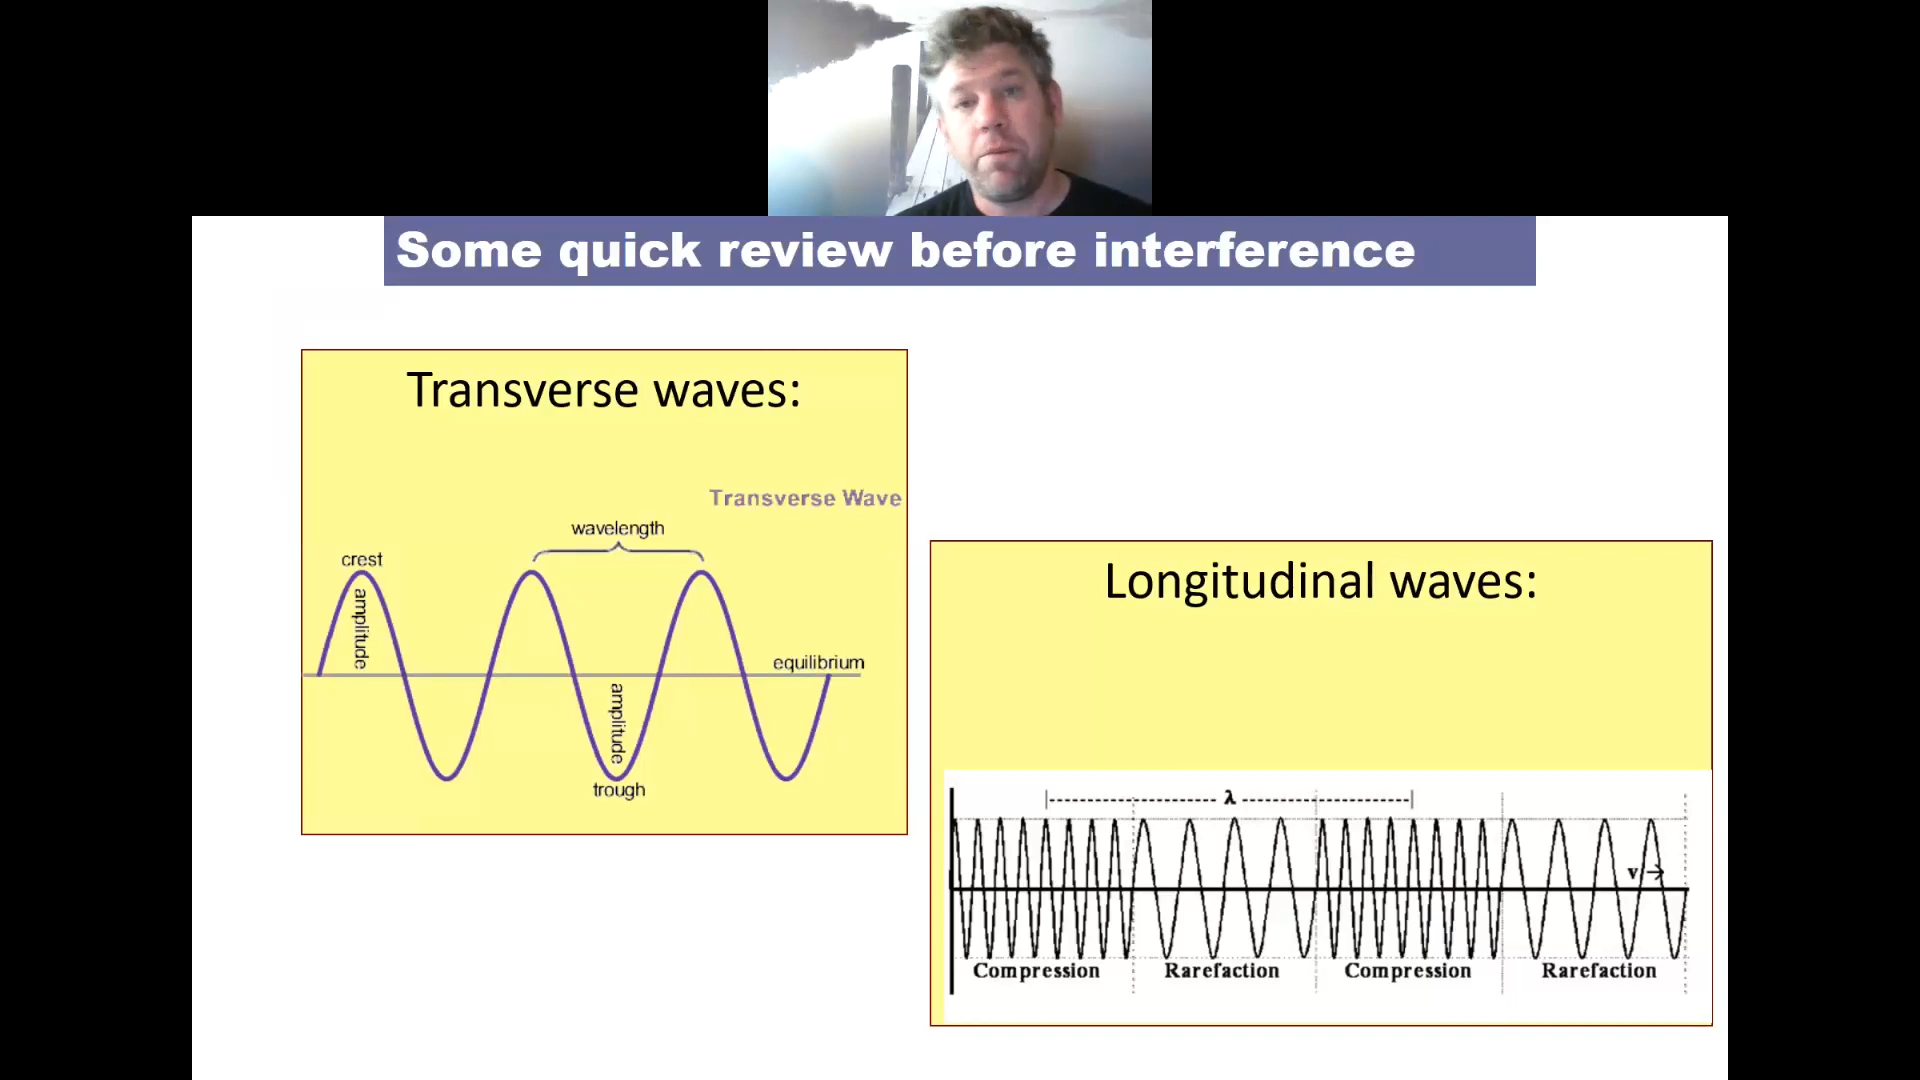 Some quick review before interference
Transverse waves:
Transverse Wave
wavelength
crest
amplitude
equilibrium
amplitude
trough
Longitudinal waves:
λ
v →
Compression Rarefaction Compression Rarefaction